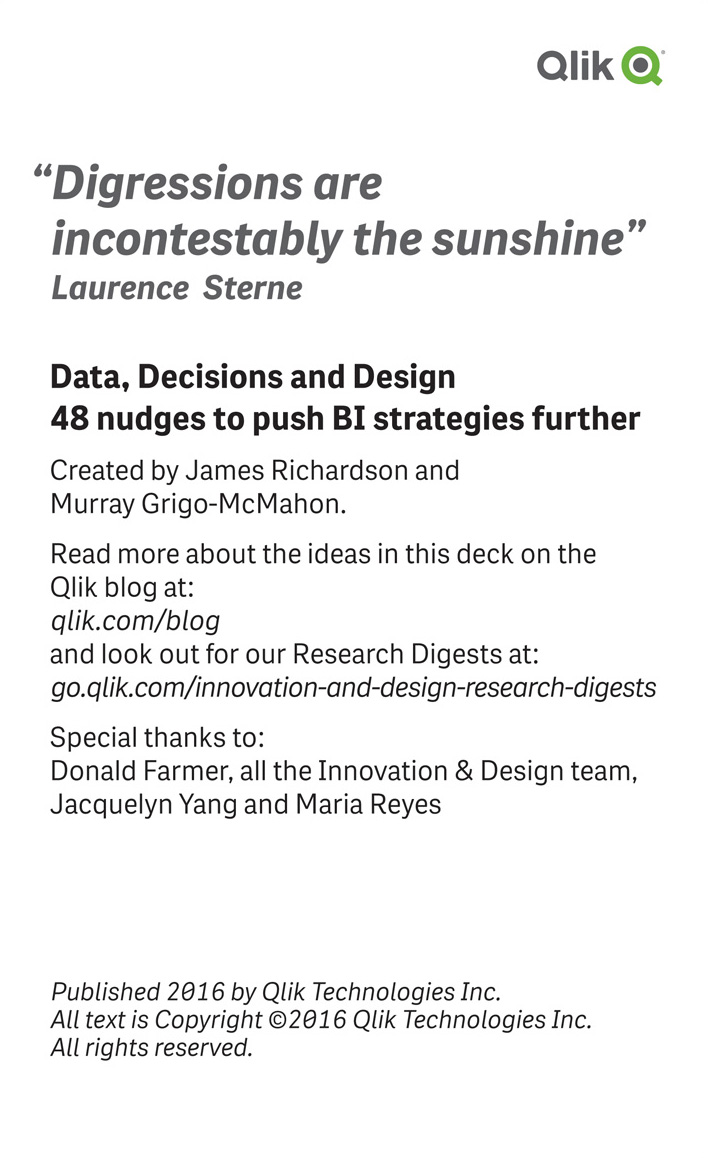 Qlik
“Digressions are
incontestably the sunshine”
Laurence Sterne
Data, Decisions and Design
48 nudges to push BI strategies further
Created by James Richardson and
Murray Grigo-McMahon.
Read more about the ideas in this deck on the
Qlik blog at:
qlik.com/blog
and look out for our Research Digests at:
go.qlik.com/innovation-and-design-research-digests
Special thanks to:
Donald Farmer, all the Innovation & Design team,
Jacquelyn Yang and Maria Reyes
Published 2016 by Qlik Technologies Inc.
All text is Copyright ©2016 Qlik Technologies Inc.
All rights reserved.